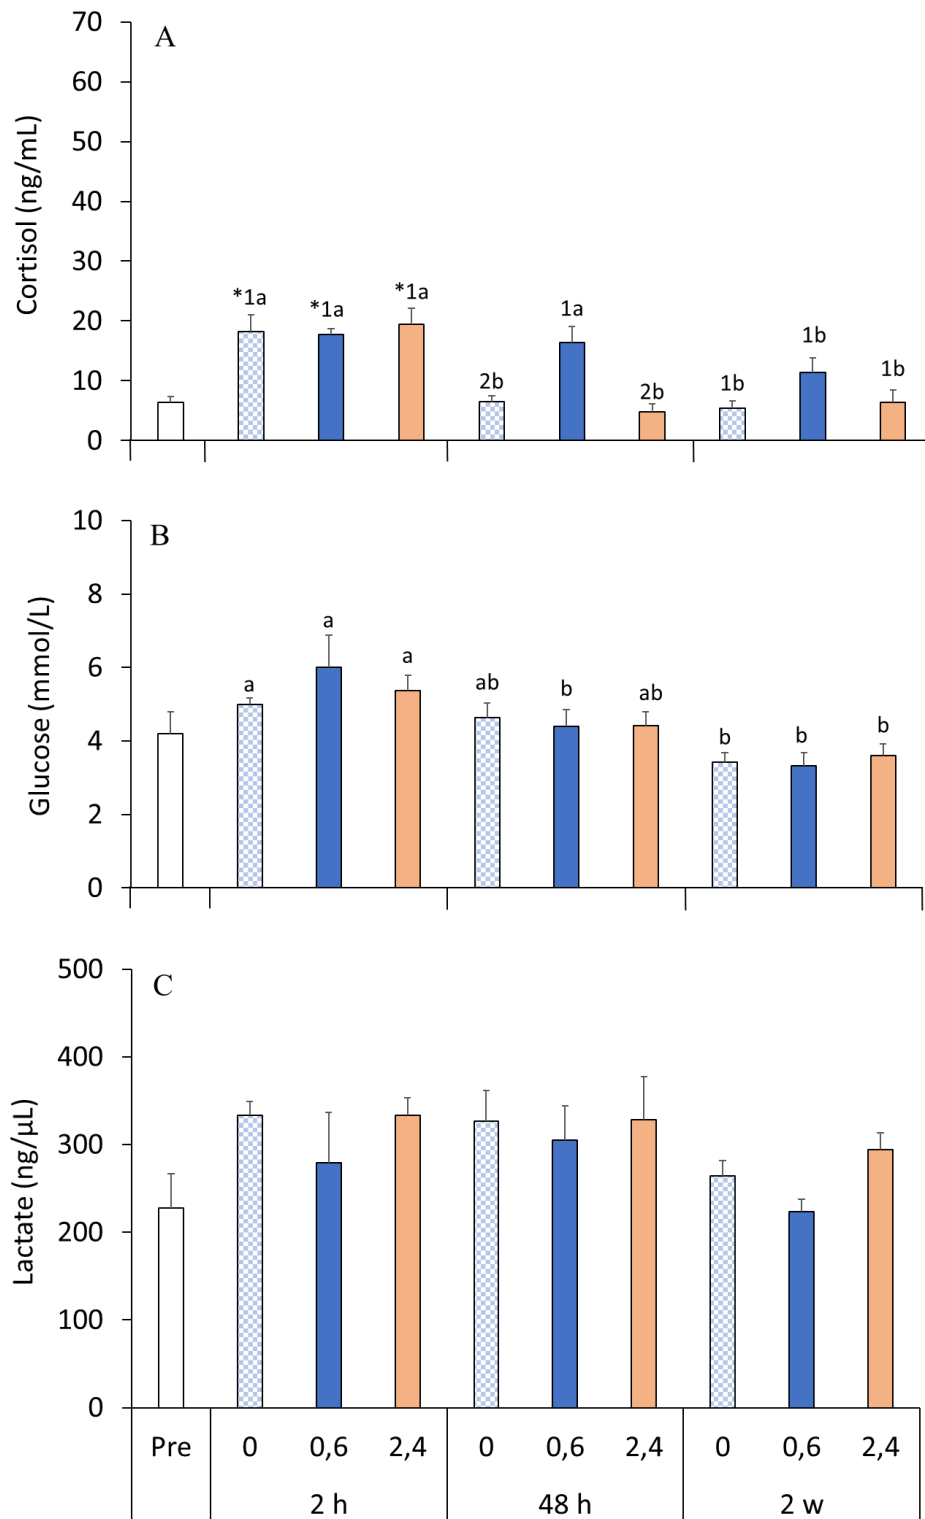 A
Cortisol (ng/mL)
70
60
50
40
30
20
10
0
*1a *1a *1a 2b 1a 2b 1b 1b 1b
B
Glucose (mmol/L)
10
8
6
4
2
0
a a a ab b ab b b b
C
Lactate (ng/µL)
500
400
300
200
100
0
Pre 0 0,6 2,4 0 0,6 2,4 0 0,6 2,4
2 h 48 h 2 w